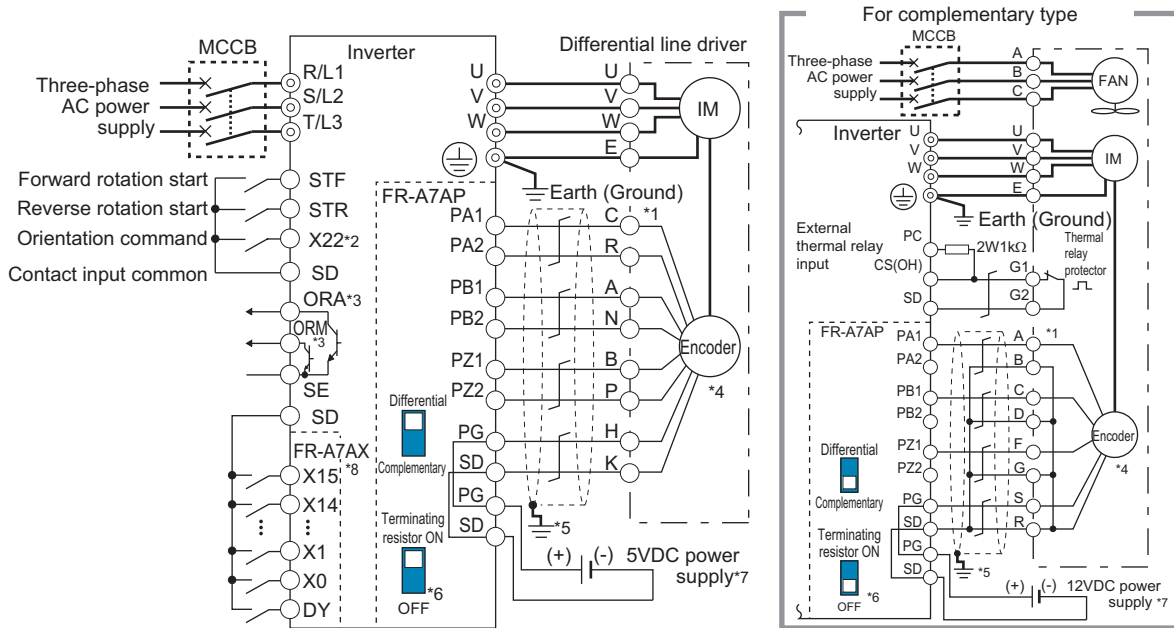 MCCB
Inverter
Three-phase
AC power
supply
R/L1
S/L2
T/L3
U
V
W
Differential line driver
U
V
W
E
IM
Forward rotation start
Reverse rotation start
Orientation command
Contact input common
STF
STR
X22*2
SD
ORA*3
ORM
*3
SE
SD
FR-A7AX
*8
X15
X14
X1
X0
DY
FR-A7AP
Earth (Ground)
PA1
PA2
PB1
PB2
PZ1
PZ2
PG
SD
PG
SD
C
*1
R
A
N
B
P
H
K
Encoder
*4
Differential
Complementary
Terminating
resistor ON
*6
OFF
*5
(+)
(-)
5VDC power
supply*7
For complementary type
MCCB
Three-phase
AC power
supply
A
B
C
FAN
Inverter
U
V
W
U
V
W
E
IM
Earth (Ground)
External
thermal relay
input
PC
2W1kΩ
CS(OH)
SD
G1
G2
Thermal
relay
protector
FR-A7AP
PA1
PA2
PB1
PB2
PZ1
PZ2
PG
SD
PG
SD
A
*1
B
C
D
F
G
S
R
Encoder
*4
Differential
Complementary
Terminating
resistor ON
*6
OFF
*5
(+)
(-)
12VDC power
supply *7